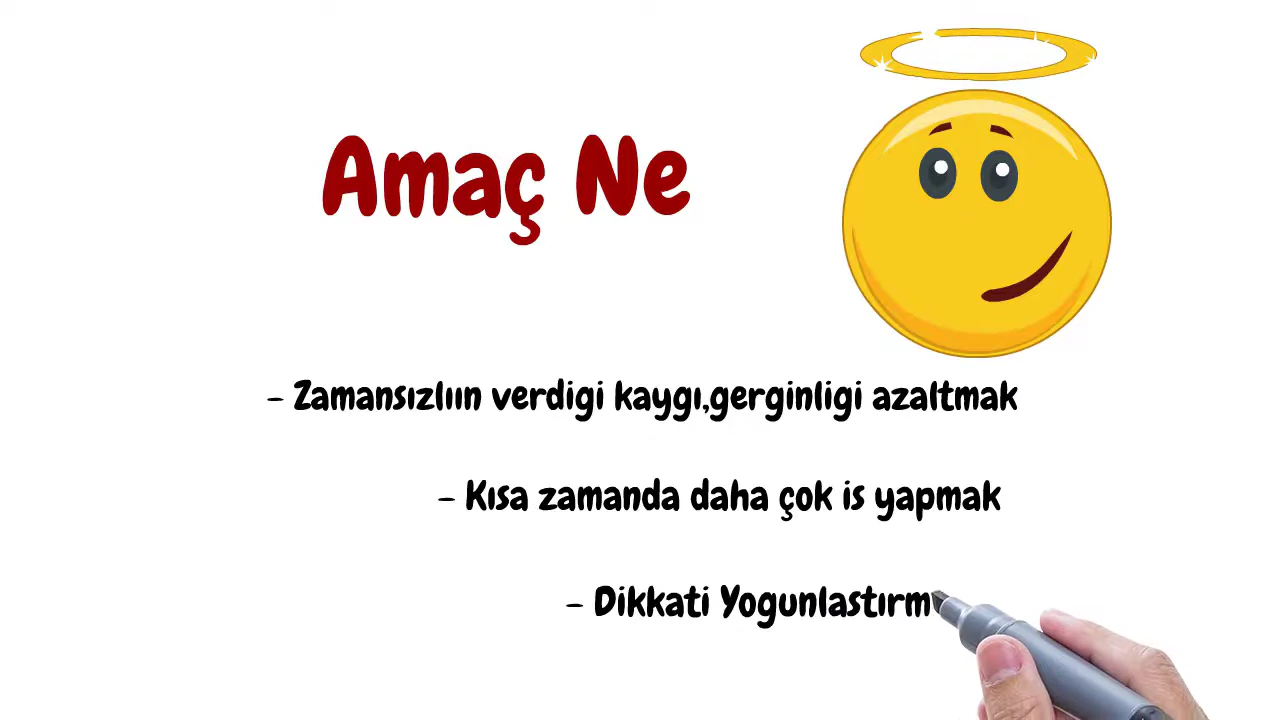 Amaç Ne
- Zamansızlıın verdigi kaygı,gerginligi azaltmak
- Kısa zamanda daha çok is yapmak
- Dikkati Yogunlastırm